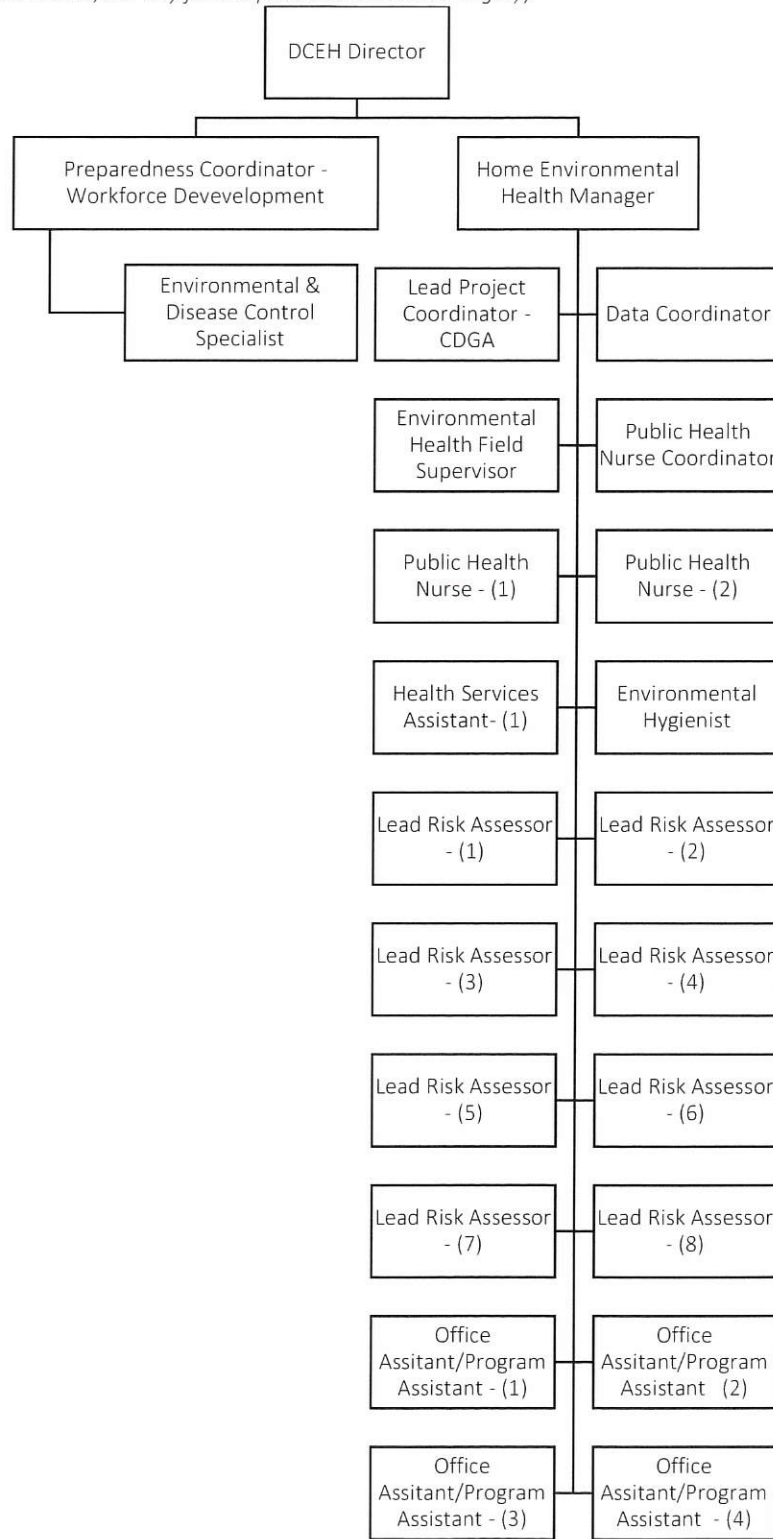 DCEH Director
Preparedness Coordinator -
Workforce Devevelopment
Home Environmental
Health Manager
Environmental &
Disease Control
Specialist
Lead Project
Coordinator -
CDGA
Data Coordinator
Environmental
Health Field
Supervisor
Public Health
Nurse Coordinator
Public Health
Nurse - (1)
Public Health
Nurse - (2)
Health Services
Assistant- (1)
Environmental
Hygienist
Lead Risk Assessor
- (1)
Lead Risk Assessor
- (2)
Lead Risk Assessor
- (3)
Lead Risk Assessor
- (4)
Lead Risk Assessor
- (5)
Lead Risk Assessor
- (6)
Lead Risk Assessor
- (7)
Lead Risk Assessor
- (8)
Office
Assitant/Program
Assistant - (1)
Office
Assitant/Program
Assistant (2)
Office
Assitant/Program
Assistant - (3)
Office
Assitant/Program
Assistant - (4)